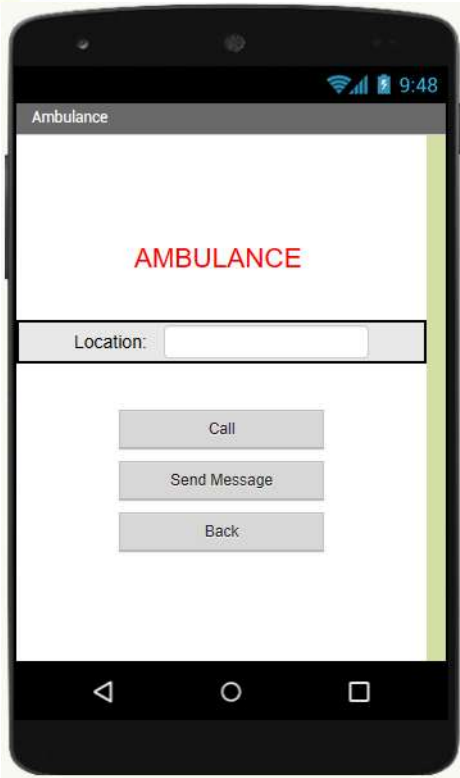 9:48
Ambulance
AMBULANCE
Location:
Call
Send Message
Back